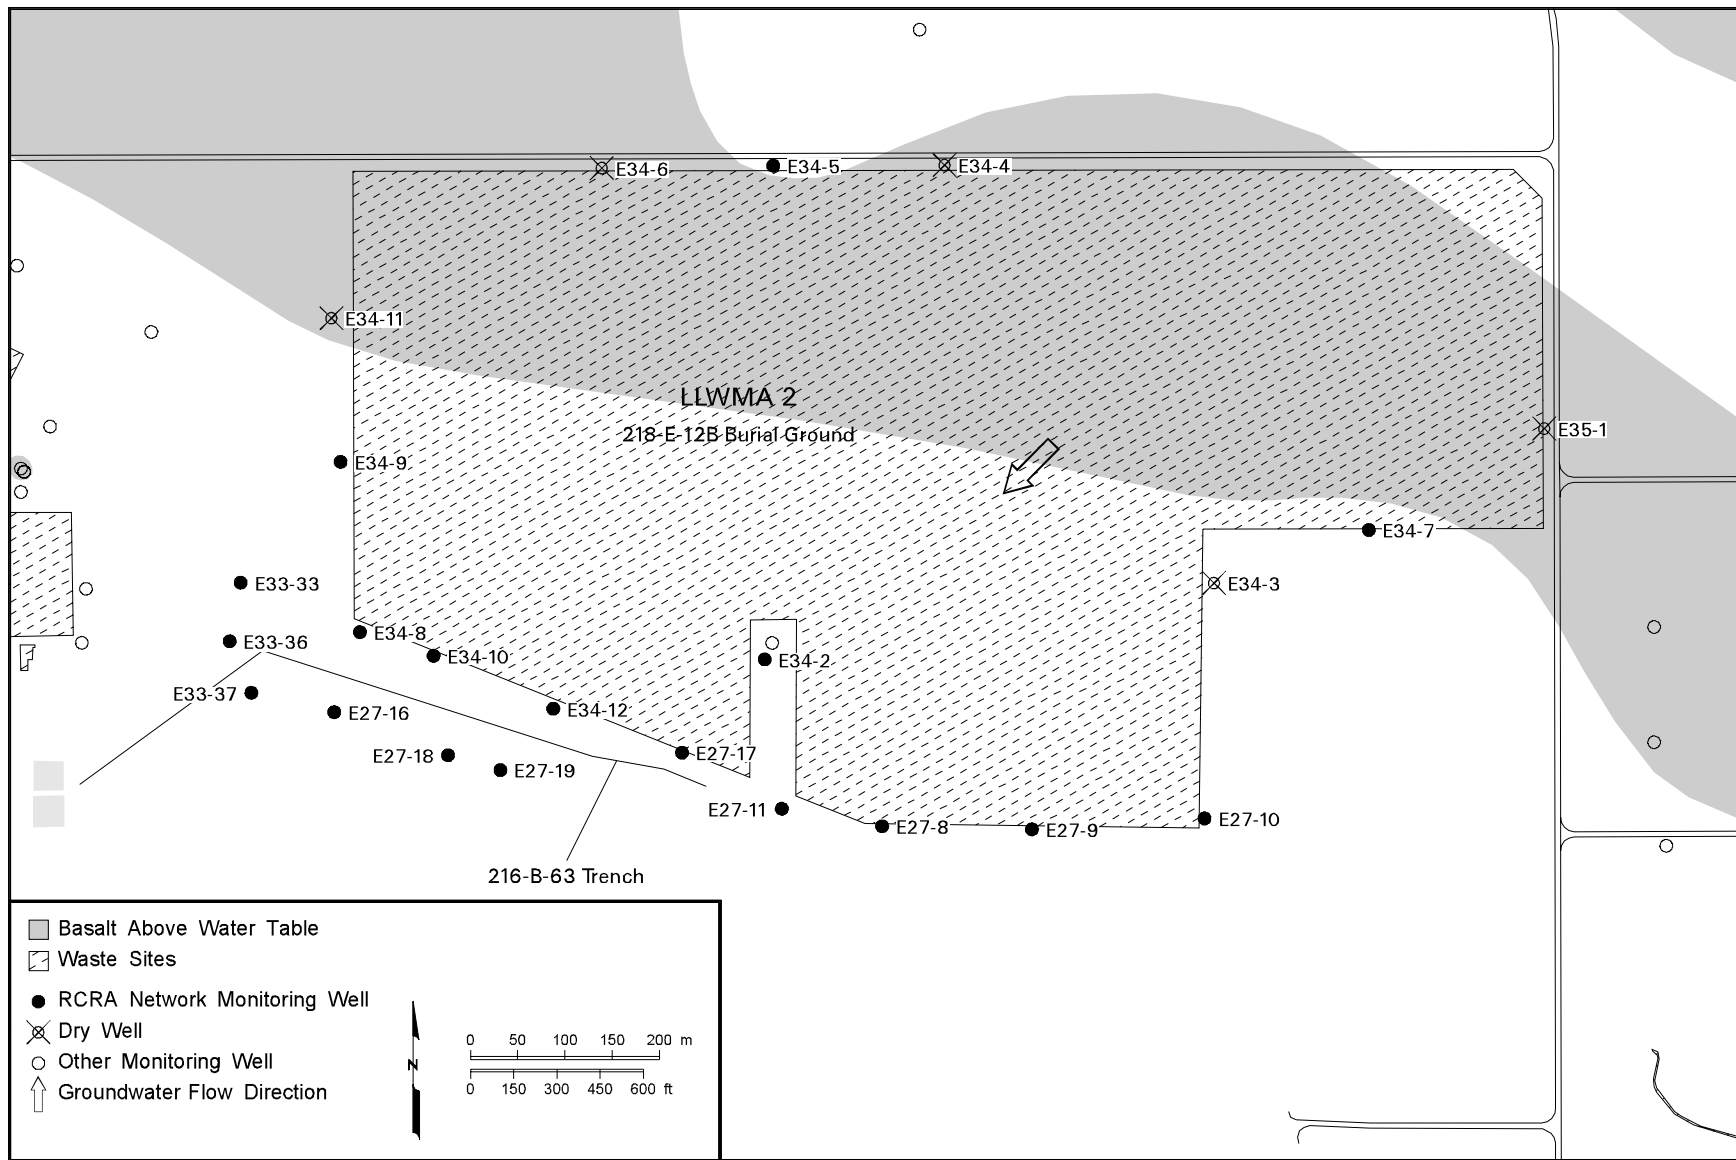 E34-6
E34-5
E34-4
E34-11
LLWMA 2
218-E-12B Burial Ground
E35-1
E34-9
E34-7
E33-33
E34-3
E34-8
E33-36
E34-10
E34-2
E33-37
E27-16
E34-12
E27-18
E27-17
E27-19
E27-11
E27-8
E27-9
E27-10
216-B-63 Trench
Basalt Above Water Table
Waste Sites
RCRA Network Monitoring Well
Dry Well
Other Monitoring Well
Groundwater Flow Direction
N
0 50 100 150 200 m
0 150 300 450 600 ft